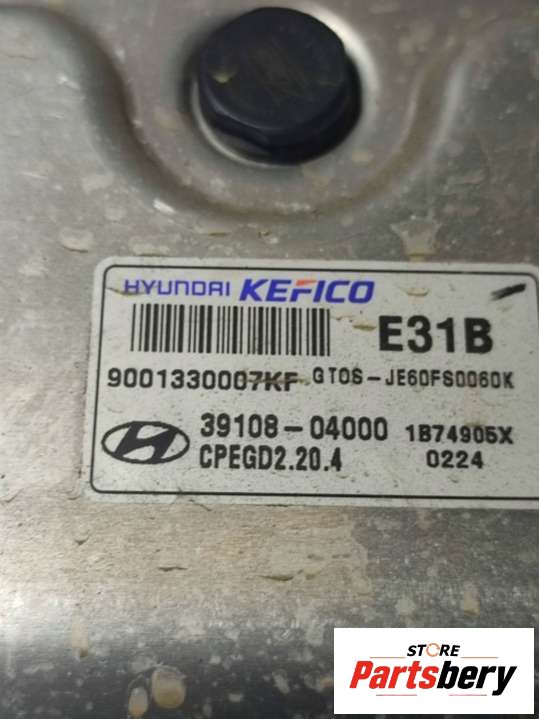 HYUNDAI KEFICO
E31B
9001330007KF GTOS-JE60FS0060K
39108-04000 1B74905X
CPEGD2.20.4 0224
STORE
Partsbery